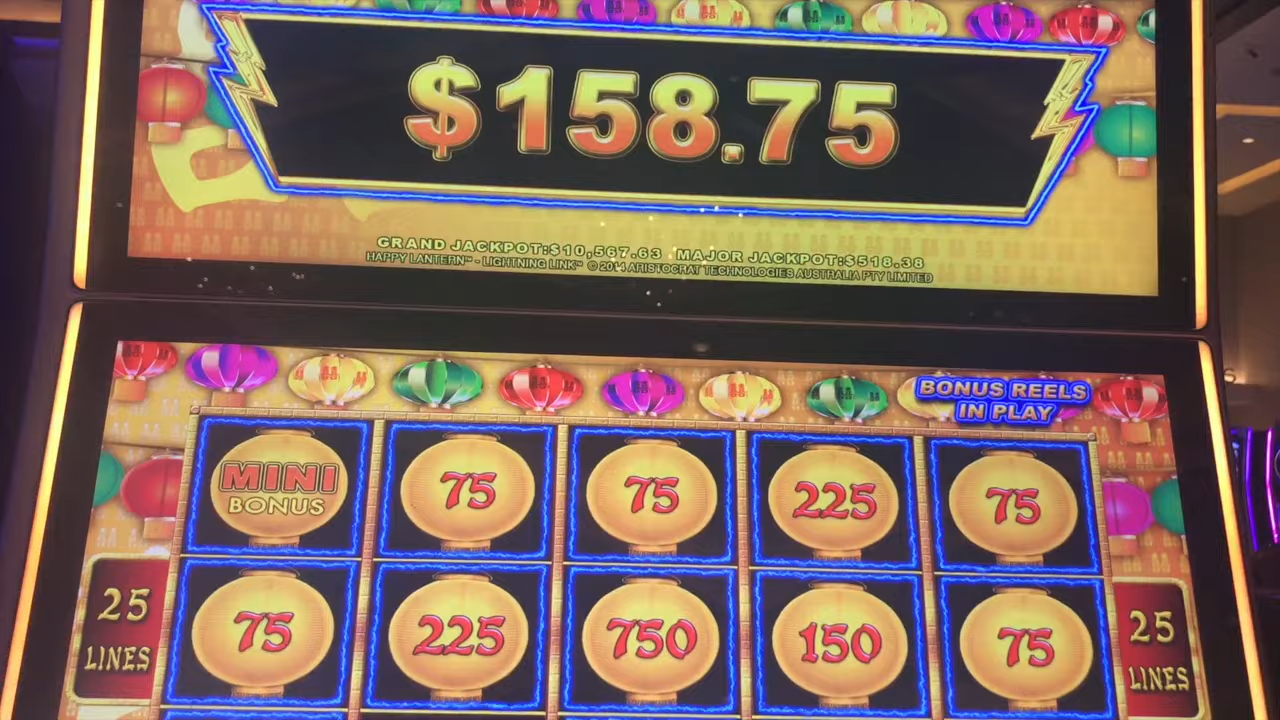 $158.75
GRAND JACKPOT:$10,567.63 MAJOR JACKPOT:$518.38
HAPPY LANTERN™ - LIGHTNING LINK™ © 2014 ARISTOCRAT TECHNOLOGIES AUSTRALIA PTY LIMITED
BONUS REELS
IN PLAY
MINI
BONUS
75
75
225
75
75
225
750
150
75
25
LINES
25
LINES